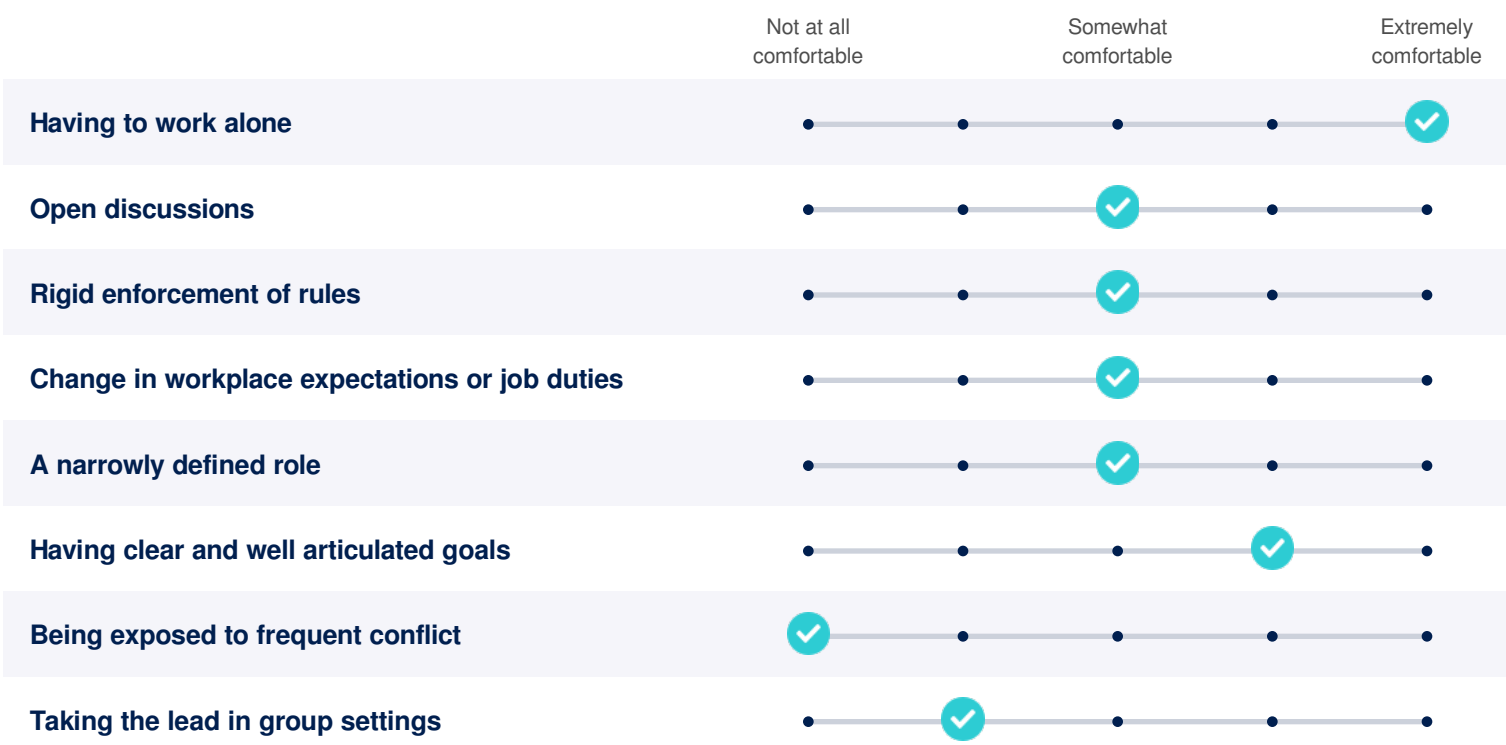 Not at all
comfortable
Somewhat
comfortable
Extremely
comfortable
Having to work alone
Open discussions
Rigid enforcement of rules
Change in workplace expectations or job duties
A narrowly defined role
Having clear and well articulated goals
Being exposed to frequent conflict
Taking the lead in group settings